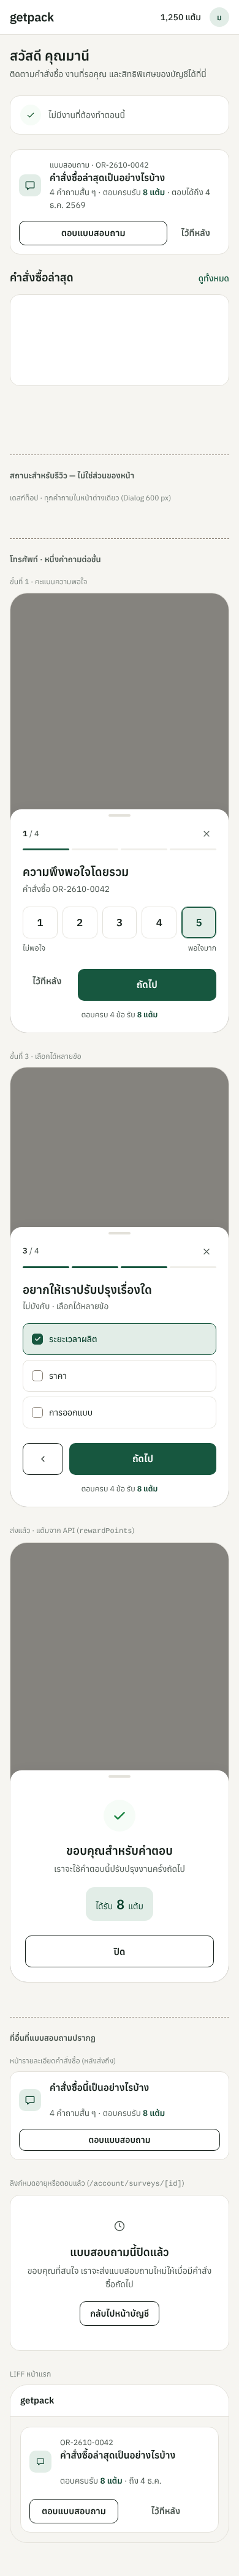 getpack
1,250 แต้ม
ม
สวัสดี คุณมานี
ติดตามคำสั่งซื้อ งานที่รอคุณ และสิทธิพิเศษของบัญชีได้ที่นี่
ไม่มีงานที่ต้องทำตอนนี้
แบบสอบถาม · OR-2610-0042
คำสั่งซื้อล่าสุดเป็นอย่างไรบ้าง
4 คำถามสั้น ๆ · ตอบครบรับ 8 แต้ม · ตอบได้ถึง 4
ธ.ค. 2569
ตอบแบบสอบถาม
ไว้ทีหลัง
คำสั่งซื้อล่าสุด
ดูทั้งหมด
สถานะสำหรับรีวิว — ไม่ใช่ส่วนของหน้า
เดสก์ท็อป · ทุกคำถามในหน้าต่างเดียว (Dialog 600 px)
โทรศัพท์ · หนึ่งคำถามต่อชั้น
ขั้นที่ 1 · คะแนนความพอใจ
1 / 4
ความพึงพอใจโดยรวม
คำสั่งซื้อ OR-2610-0042
1
2
3
4
5
ไม่พอใจ
พอใจมาก
ไว้ทีหลัง
ถัดไป
ตอบครบ 4 ข้อ รับ 8 แต้ม
ขั้นที่ 3 · เลือกได้หลายข้อ
3 / 4
อยากให้เราปรับปรุงเรื่องใด
ไม่บังคับ · เลือกได้หลายข้อ
ระยะเวลาผลิต
ราคา
การออกแบบ
ถัดไป
ตอบครบ 4 ข้อ รับ 8 แต้ม
ส่งแล้ว · แต้มจาก API (rewardPoints)
ขอบคุณสำหรับคำตอบ
เราจะใช้คำตอบนี้ปรับปรุงงานครั้งถัดไป
ได้รับ 8 แต้ม
ปิด
ที่อื่นที่แบบสอบถามปรากฏ
หน้ารายละเอียดคำสั่งซื้อ (หลังส่งถึง)
คำสั่งซื้อนี้เป็นอย่างไรบ้าง
4 คำถามสั้น ๆ · ตอบครบรับ 8 แต้ม
ตอบแบบสอบถาม
ลิงก์หมดอายุหรือตอบแล้ว (/account/surveys/[id])
แบบสอบถามนี้ปิดแล้ว
ขอบคุณที่สนใจ เราจะส่งแบบสอบถามใหม่ให้เมื่อมีคำสั่ง
ซื้อถัดไป
กลับไปหน้าบัญชี
LIFF หน้าแรก
getpack
OR-2610-0042
คำสั่งซื้อล่าสุดเป็นอย่างไรบ้าง
ตอบครบรับ 8 แต้ม · ถึง 4 ธ.ค.
ตอบแบบสอบถาม
ไว้ทีหลัง